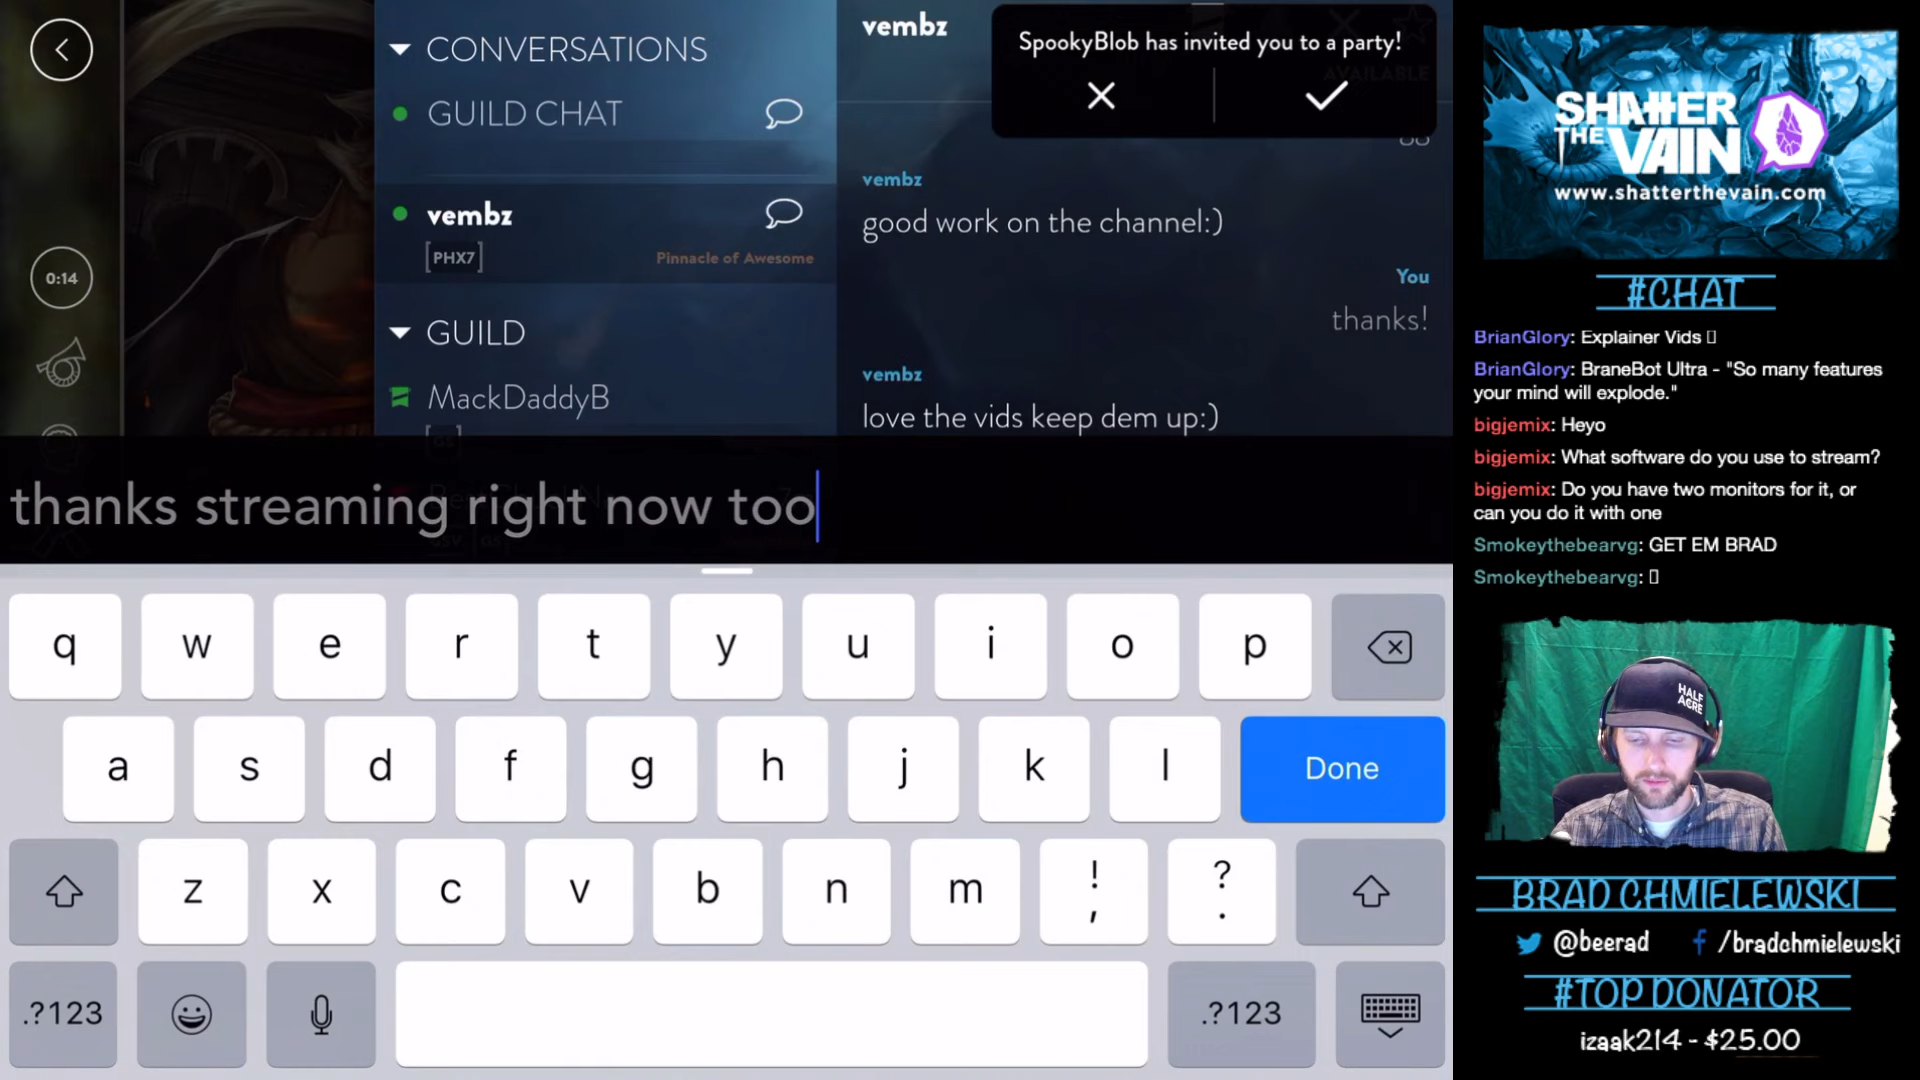 CONVERSATIONS
GUILD CHAT
vembz
[PHX7]
Pinnacle of Awesome
GUILD
MackDaddyB
0:14
vembz
SpookyBlob has invited you to a party!
AVAILABLE
vembz
good work on the channel:)
You
thanks!
vembz
love the vids keep dem up:)
thanks streaming right now too
q w e r t y u i o p
a s d f g h j k l Done
z x c v b n m ! , ? .
.?123 .?123
SHATTER
THE VAIN
www.shatterthevain.com
#CHAT
BrianGlory: Explainer Vids
BrianGlory: BraneBot Ultra - "So many features
your mind will explode."
bigjemix: Heyo
bigjemix: What software do you use to stream?
bigjemix: Do you have two monitors for it, or
can you do it with one
Smokeythebearvg: GET EM BRAD
Smokeythebearvg:
HALF
ACRE
BRAD CHMIELEWSKI
@beerad /bradchmielewski
#TOP DONATOR
izaak214 - $25.00